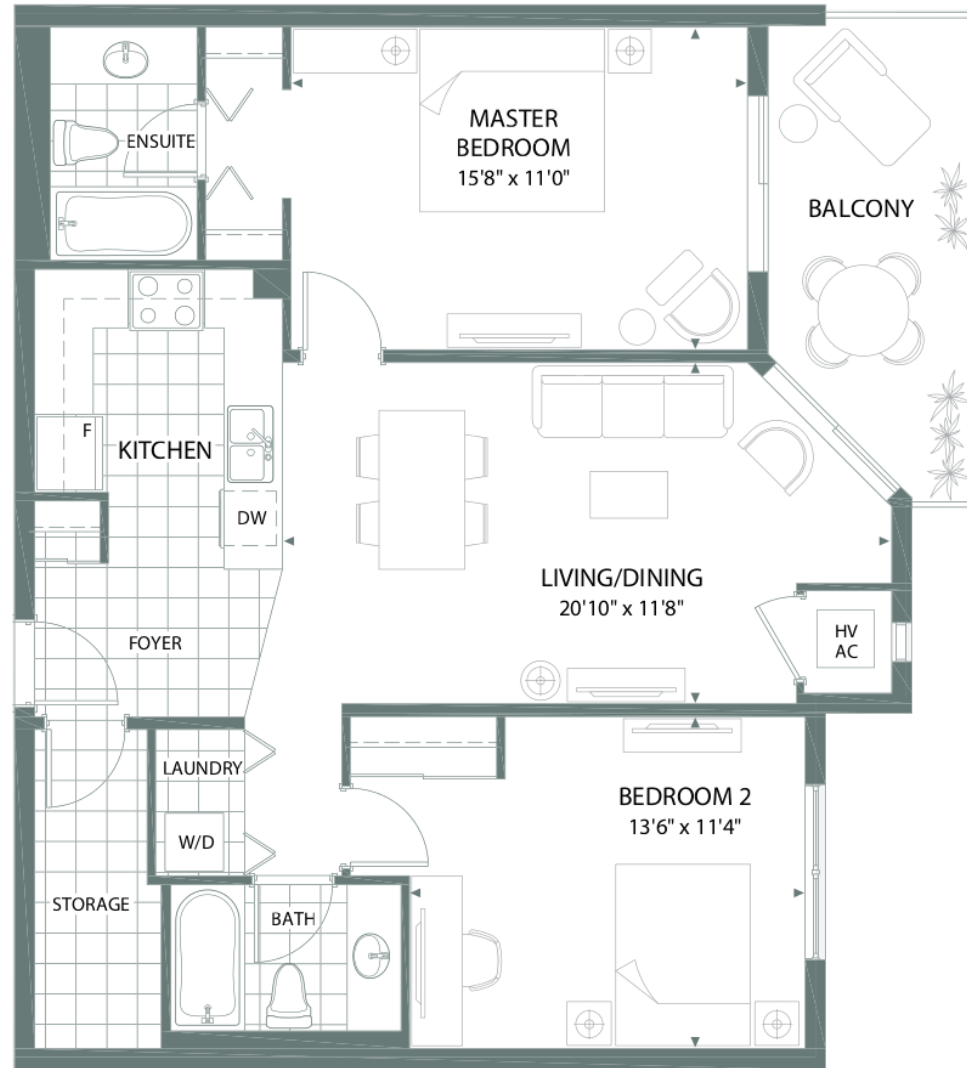 ENSUITE
MASTER
BEDROOM
15'8" x 11'0"
BALCONY
F
KITCHEN
DW
LIVING/DINING
20'10" x 11'8"
HV
AC
FOYER
LAUNDRY
W/D
BEDROOM 2
13'6" x 11'4"
STORAGE
BATH